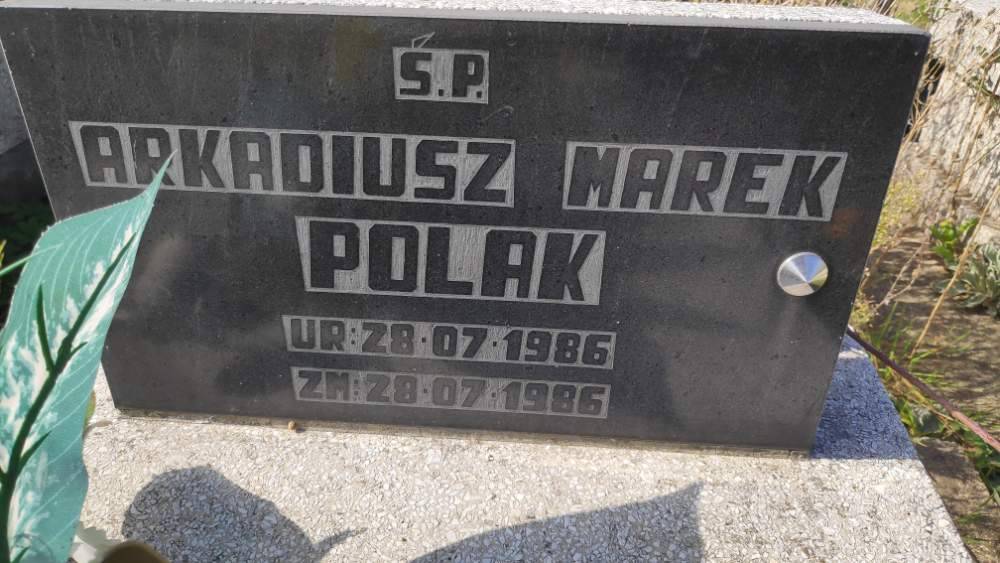 Ś.P.
ARKADIUSZ MAREK
POLAK
UR: 28·07·1986
ZM: 28·07·1986